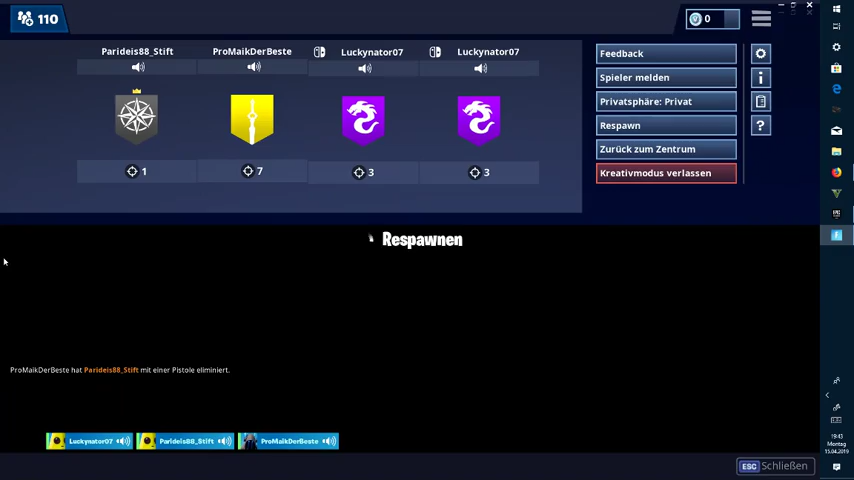 110
0
Parideis88_Stift
ProMaikDerBeste
Luckynator07
Luckynator07
1
7
3
3
Feedback
Spieler melden
Privatsphäre: Privat
Respawn
Zurück zum Zentrum
Kreativmodus verlassen
Respawnen
ProMaikDerBeste hat Parideis88_Stift mit einer Pistole eliminiert.
Luckynator07
Parideis88_Stift
ProMaikDerBeste
ESC Schließen
19:43
Montag
15.04.2019